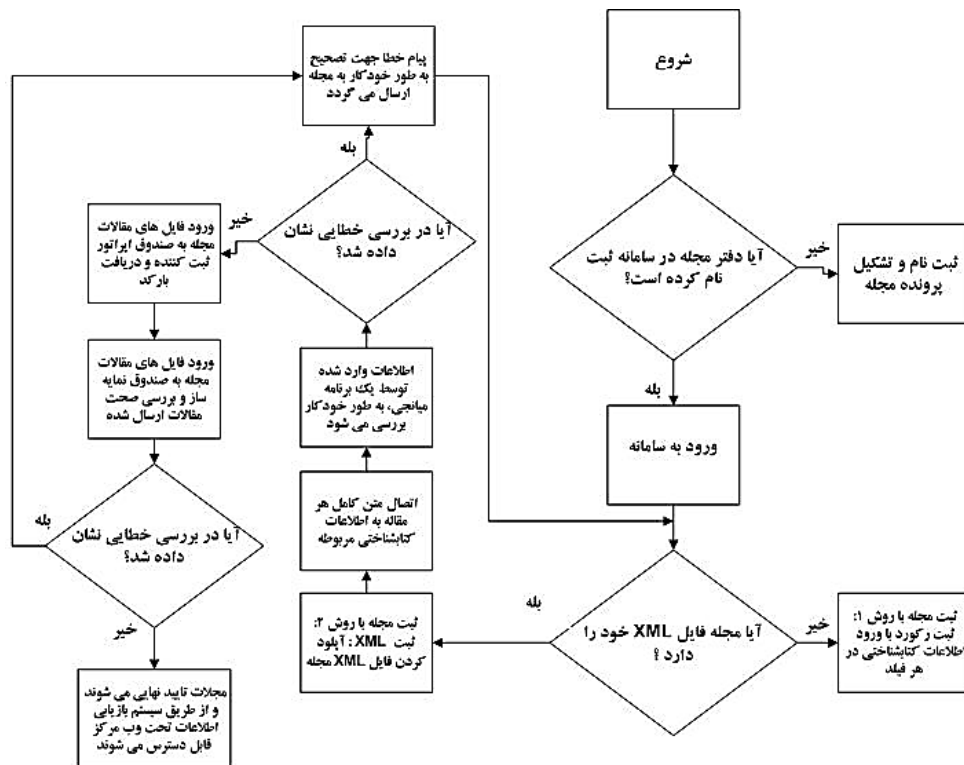 شروع
آیا دفتر مجله در سامانه ثبت
نام کرده است؟
خیر
ثبت نام و تشکیل
پرونده مجله
بله
ورود به سامانه
آیا مجله فایل XML خود را
دارد ؟
خیر
ثبت مجله با روش ۱:
ثبت رکورد با ورود
اطلاعات کتابشناختی در
هر فیلد
بله
ثبت مجله با روش ۲:
ثبت XML : آپلود
کردن فایل XML مجله
اتصال متن کامل هر
مقاله به اطلاعات
کتابشناختی مربوطه
اطلاعات وارد شده
توسط یک برنامه
میانجی، به طور خودکار
بررسی می شود
آیا در بررسی خطایی نشان
داده شد؟
بله
پیام خطا جهت تصحیح
به طور خودکار به مجله
ارسال می گردد
خیر
ورود فایل های مقالات
مجله به صندوق اپراتور
ثبت کننده و دریافت
بارکد
ورود فایل های مقالات
مجله به صندوق نمایه
ساز و بررسی صحت
مقالات ارسال شده
آیا در بررسی خطایی نشان
داده شد؟
بله
خیر
مجلات تایید نهایی می شوند
و از طریق سیستم بازیابی
اطلاعات تحت وب مرکز
قابل دسترس می شوند